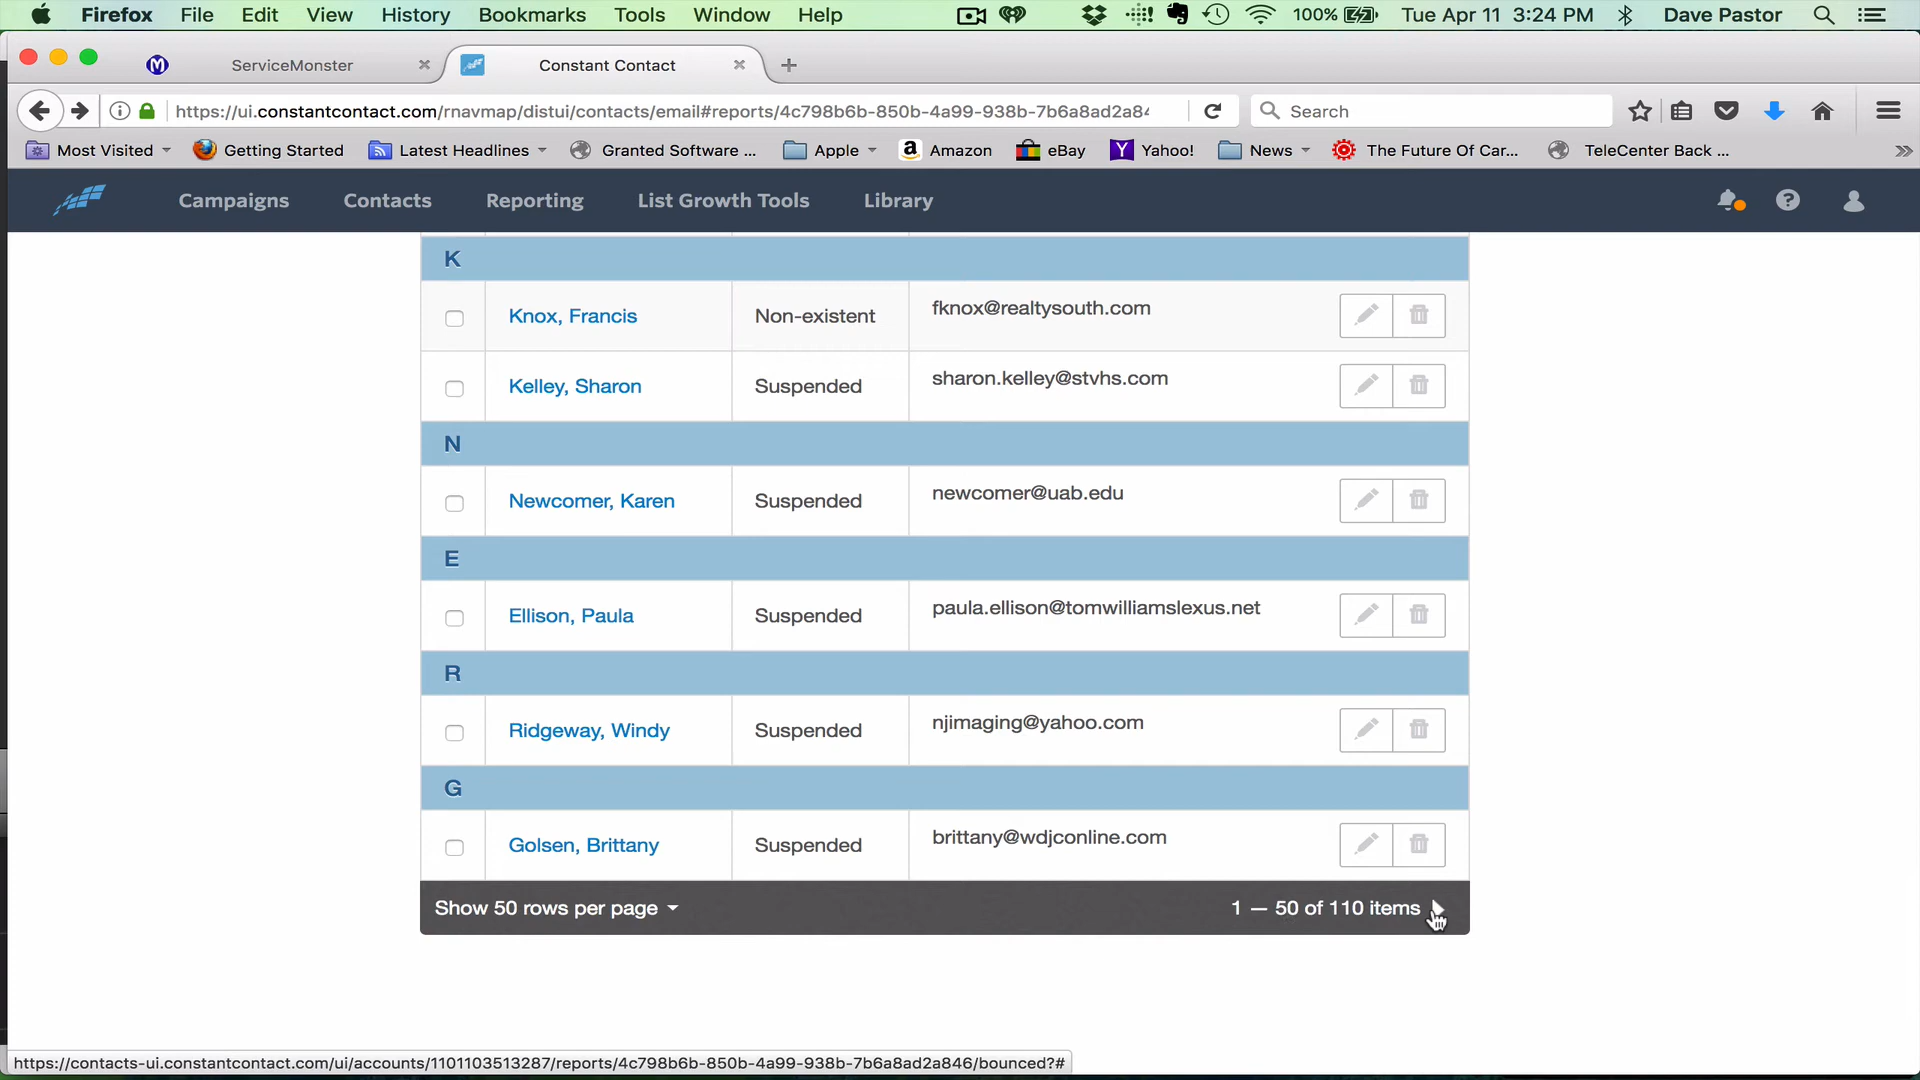 Firefox File Edit View History Bookmarks Tools Window Help 100% Tue Apr 11 3:24 PM Dave Pastor
ServiceMonster Constant Contact
https://ui.constantcontact.com/rnavmap/distui/contacts/email#reports/4c798b6b-850b-4a99-938b-7b6a8ad2a84 Search
Most Visited Getting Started Latest Headlines Granted Software ... Apple Amazon eBay Yahoo! News The Future Of Car... TeleCenter Back ...
Campaigns Contacts Reporting List Growth Tools Library
K
Knox, Francis Non-existent fknox@realtysouth.com
Kelley, Sharon Suspended sharon.kelley@stvhs.com
N
Newcomer, Karen Suspended newcomer@uab.edu
E
Ellison, Paula Suspended paula.ellison@tomwilliamslexus.net
R
Ridgeway, Windy Suspended njimaging@yahoo.com
G
Golsen, Brittany Suspended brittany@wdjconline.com
Show 50 rows per page 1 — 50 of 110 items
https://contacts-ui.constantcontact.com/ui/accounts/1101103513287/reports/4c798b6b-850b-4a99-938b-7b6a8ad2a846/bounced?#